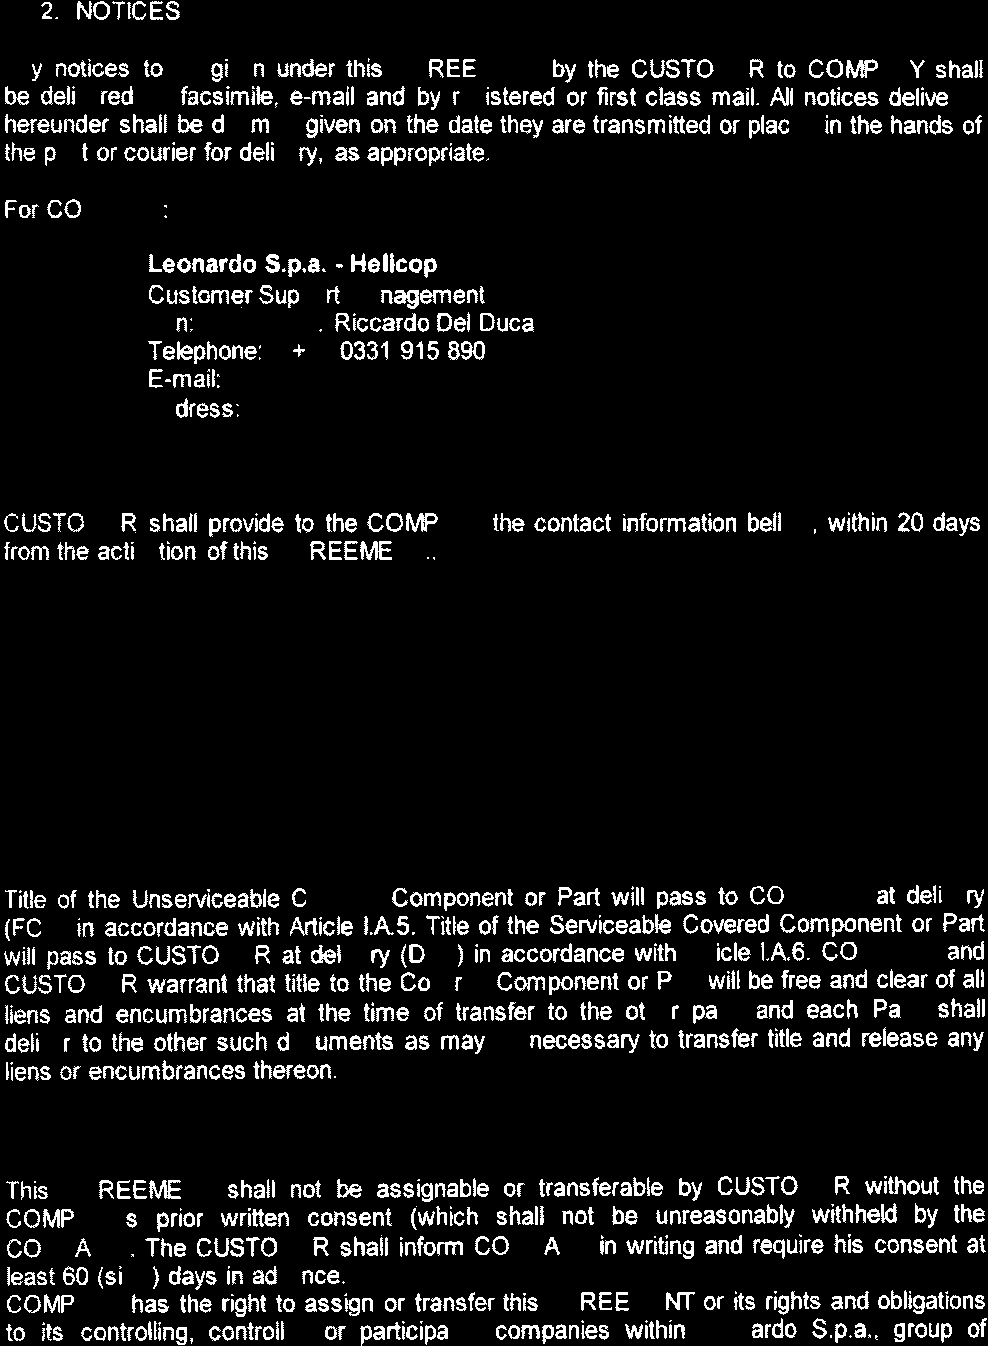 2. NOTICES
y notices to gi n under this REE by the CUSTO R to COMP Y shall
be deli red facsimile, e-mail and by r istered or first class mail. All notices delive
hereunder shall be d m given on the date they are transmitted or plac in the hands of
the p t or courier for deli ry, as appropriate.
For CO :
Leonardo S.p.a. - Helicop
Customer Sup rt nagement
n: . Riccardo Del Duca
Telephone: + 0331 915 890
E-mail:
dress:
CUSTO R shall provide to the COMP the contact information bell , within 20 days
from the acti tion of this REEME ..
Title of the Unserviceable C Component or Part will pass to CO at deli ry
(FC in accordance with Article I.A.5. Title of the Serviceable Covered Component or Part
will pass to CUSTO R at del ry (D ) in accordance with icle I.A.6. CO and
CUSTO R warrant that title to the Co r Component or P will be free and clear of all
liens and encumbrances at the time of transfer to the ot r pa and each Pa shall
deli r to the other such d uments as may necessary to transfer title and release any
liens or encumbrances thereon.
This REEME shall not be assignable or transferable by CUSTO R without the
COMP s prior written consent (which shall not be unreasonably withheld by the
CO A . The CUSTO R shall inform CO A in writing and require his consent at
least 60 (si ) days in ad nce.
COMP has the right to assign or transfer this REE NT or its rights and obligations
to its controlling, controll or participa companies within ardo S.p.a., group of